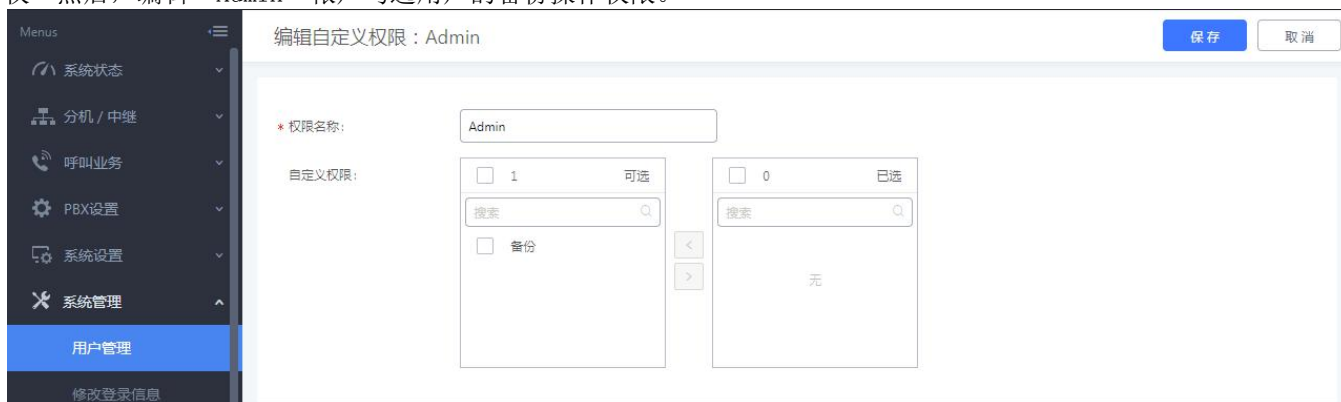 Menus
编辑自定义权限：Admin
保存
取消
系统状态
分机 / 中继
* 权限名称:
Admin
呼叫业务
自定义权限:
1
可选
0
已选
PBX设置
搜索
搜索
备份
系统设置
无
系统管理
用户管理
修改登录信息